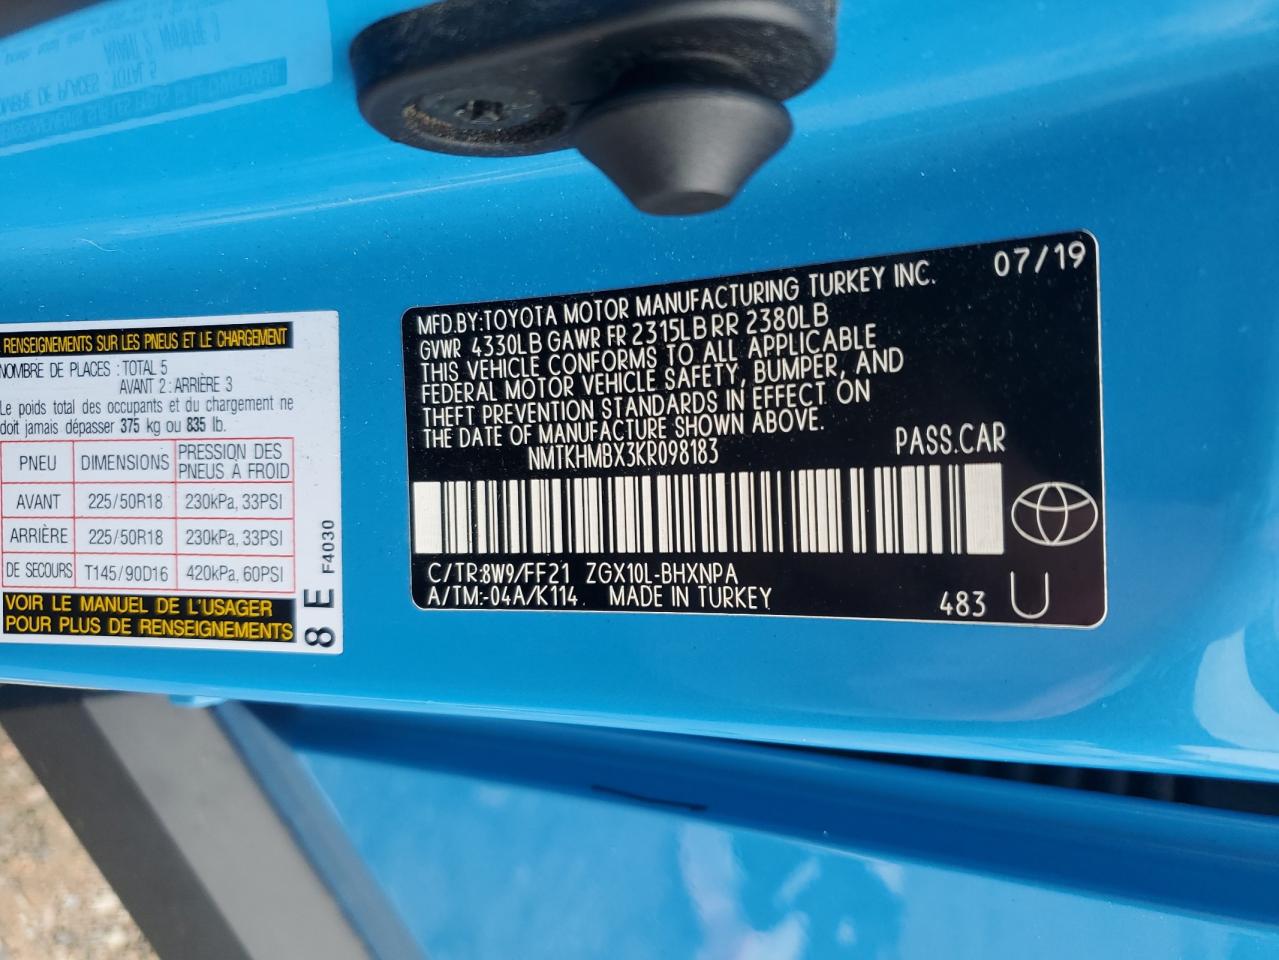 RENSEIGNEMENTS SUR LES PNEUS ET LE CHARGEMENT
NOMBRE DE PLACES : TOTAL 5
AVANT 2 : ARRIÈRE 3
Le poids total des occupants et du chargement ne
doit jamais dépasser 375 kg ou 835 lb.
PNEU DIMENSIONS PRESSION DES PNEUS A FROID
AVANT 225/50R18 230kPa, 33PSI
ARRIÈRE 225/50R18 230kPa, 33PSI
DE SECOURS T145/90D16 420kPa, 60PSI
VOIR LE MANUEL DE L'USAGER
POUR PLUS DE RENSEIGNEMENTS
8 E F4030
07/19
MFD.BY:TOYOTA MOTOR MANUFACTURING TURKEY INC.
GVWR 4330LB GAWR FR 2315LB RR 2380LB
THIS VEHICLE CONFORMS TO ALL APPLICABLE
FEDERAL MOTOR VEHICLE SAFETY, BUMPER, AND
THEFT PREVENTION STANDARDS IN EFFECT ON
THE DATE OF MANUFACTURE SHOWN ABOVE.
NMTKHMBX3KR098183 PASS.CAR
C/TR:8W9/FF21 ZGX10L-BHXNPA
A/TM:-04A/K114 MADE IN TURKEY
483 U